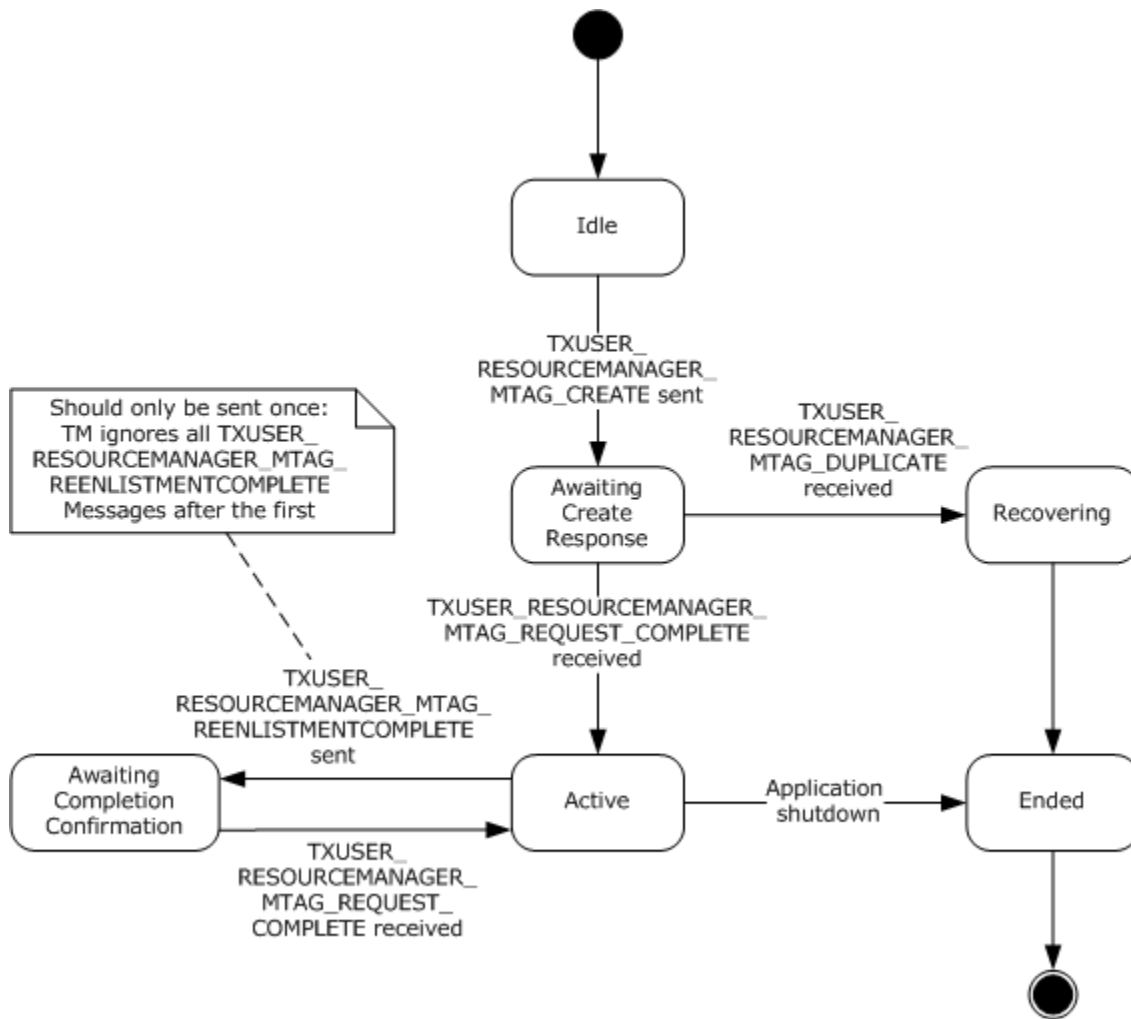 Idle
TXUSER_
RESOURCEMANAGER_
MTAG_CREATE sent
Should only be sent once:
TM ignores all TXUSER_
RESOURCEMANAGER_MTAG_
REENLISTMENTCOMPLETE
Messages after the first
TXUSER_
RESOURCEMANAGER_
MTAG_DUPLICATE
received
Awaiting
Create
Response
Recovering
TXUSER_RESOURCEMANAGER_
MTAG_REQUEST_COMPLETE
received
TXUSER_
RESOURCEMANAGER_MTAG_
REENLISTMENTCOMPLETE
sent
Awaiting
Completion
Confirmation
Active
Application
shutdown
Ended
TXUSER_
RESOURCEMANAGER_
MTAG_REQUEST_
COMPLETE received